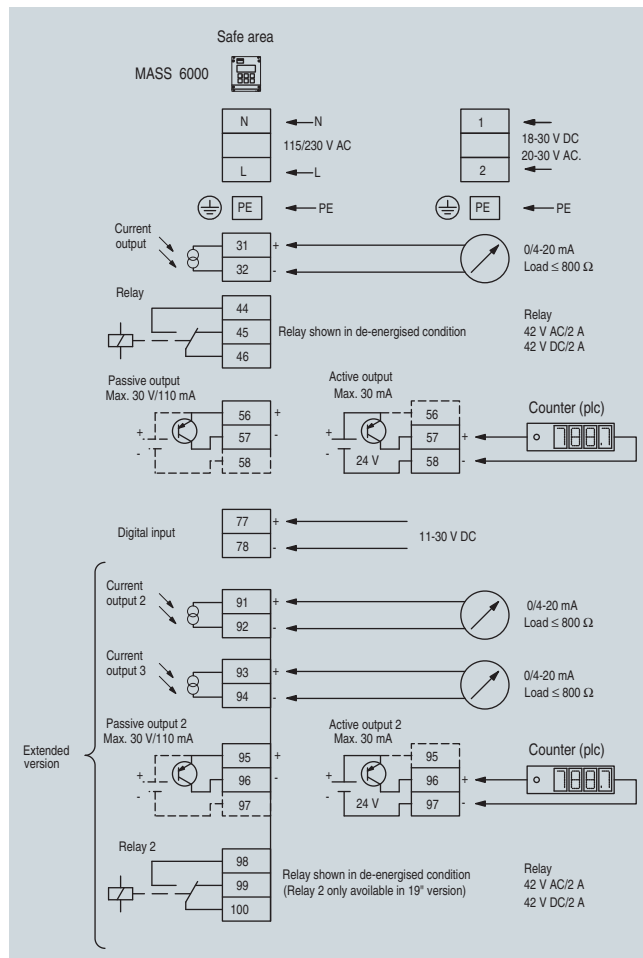 Safe area
MASS 6000
N
N
115/230 V AC
L
L
PE
PE
1
18-30 V DC
20-30 V AC.
2
PE
PE
Current
output
31
+
32
-
0/4-20 mA
Load ≤ 800 Ω
Relay
44
45
46
Relay shown in de-energised condition
Relay
42 V AC/2 A
42 V DC/2 A
Passive output
Max. 30 V/110 mA
+
-
56
+
57
-
58
Active output
Max. 30 mA
+
-
24 V
56
57
+
58
-
Counter (plc)
Digital input
77
+
78
-
11-30 V DC
Extended
version
Current
output 2
91
+
92
-
0/4-20 mA
Load ≤ 800 Ω
Current
output 3
93
+
94
-
0/4-20 mA
Load ≤ 800 Ω
Passive output 2
Max. 30 V/110 mA
+
-
95
+
96
-
97
Active output 2
Max. 30 mA
+
-
24 V
95
96
+
97
-
Counter (plc)
Relay 2
98
99
100
Relay shown in de-energised condition
(Relay 2 only available in 19" version)
Relay
42 V AC/2 A
42 V DC/2 A